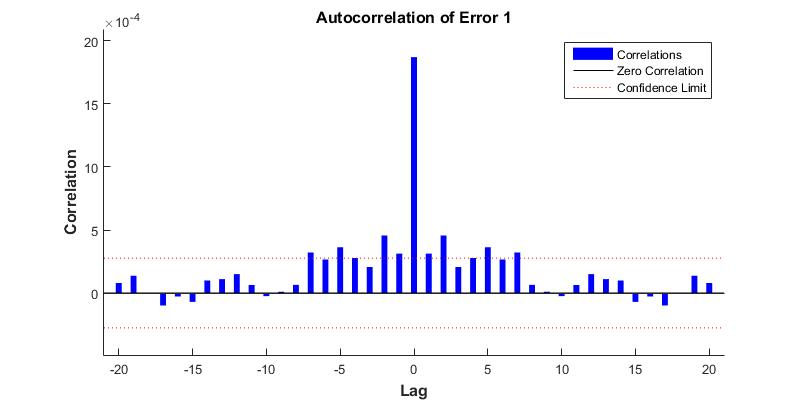 Autocorrelation of Error 1
×10⁻⁴
20
15
10
5
0
Correlation
Correlations
Zero Correlation
Confidence Limit
-20 -15 -10 -5 0 5 10 15 20
Lag